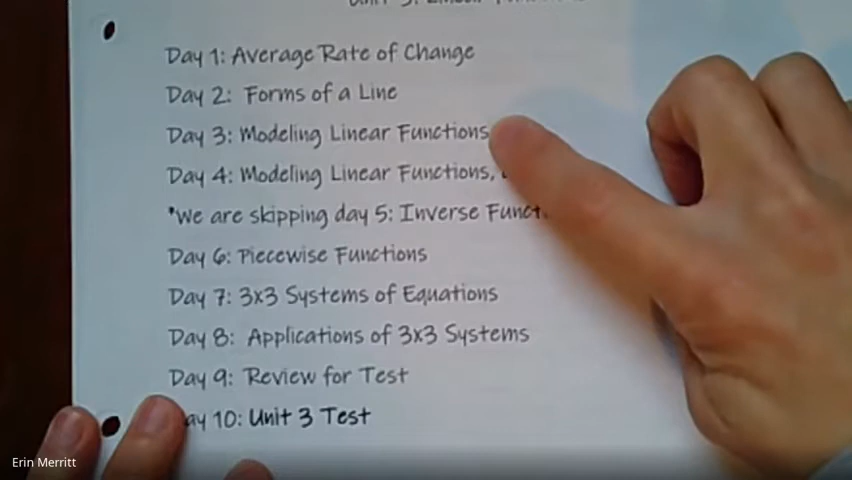 Day 1: Average Rate of Change
Day 2: Forms of a Line
Day 3: Modeling Linear Functions
Day 4: Modeling Linear Functions,
*We are skipping day 5: Inverse
Day 6: Piecewise Functions
Day 7: 3x3 Systems of Equations
Day 8: Applications of 3x3 Systems
Day 9: Review for Test
10: Unit 3 Test
Erin Merritt